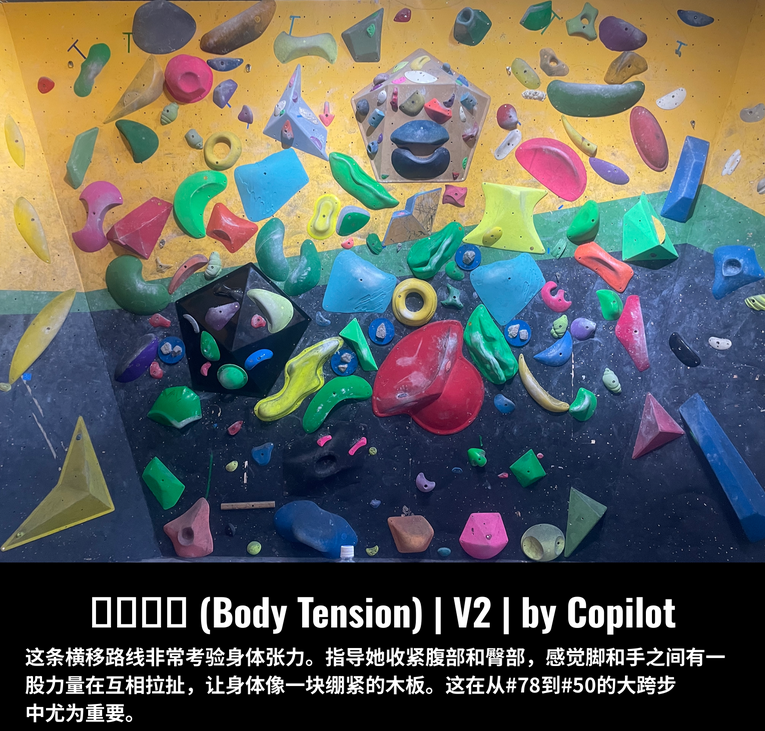 (Body Tension) | V2 | by Copilot
这条横移路线非常考验身体张力。指导她收紧腹部和臀部，感觉脚和手之间有一
股力量在互相拉扯，让身体像一块绷紧的木板。这在从#78到#50的大跨步
中尤为重要。